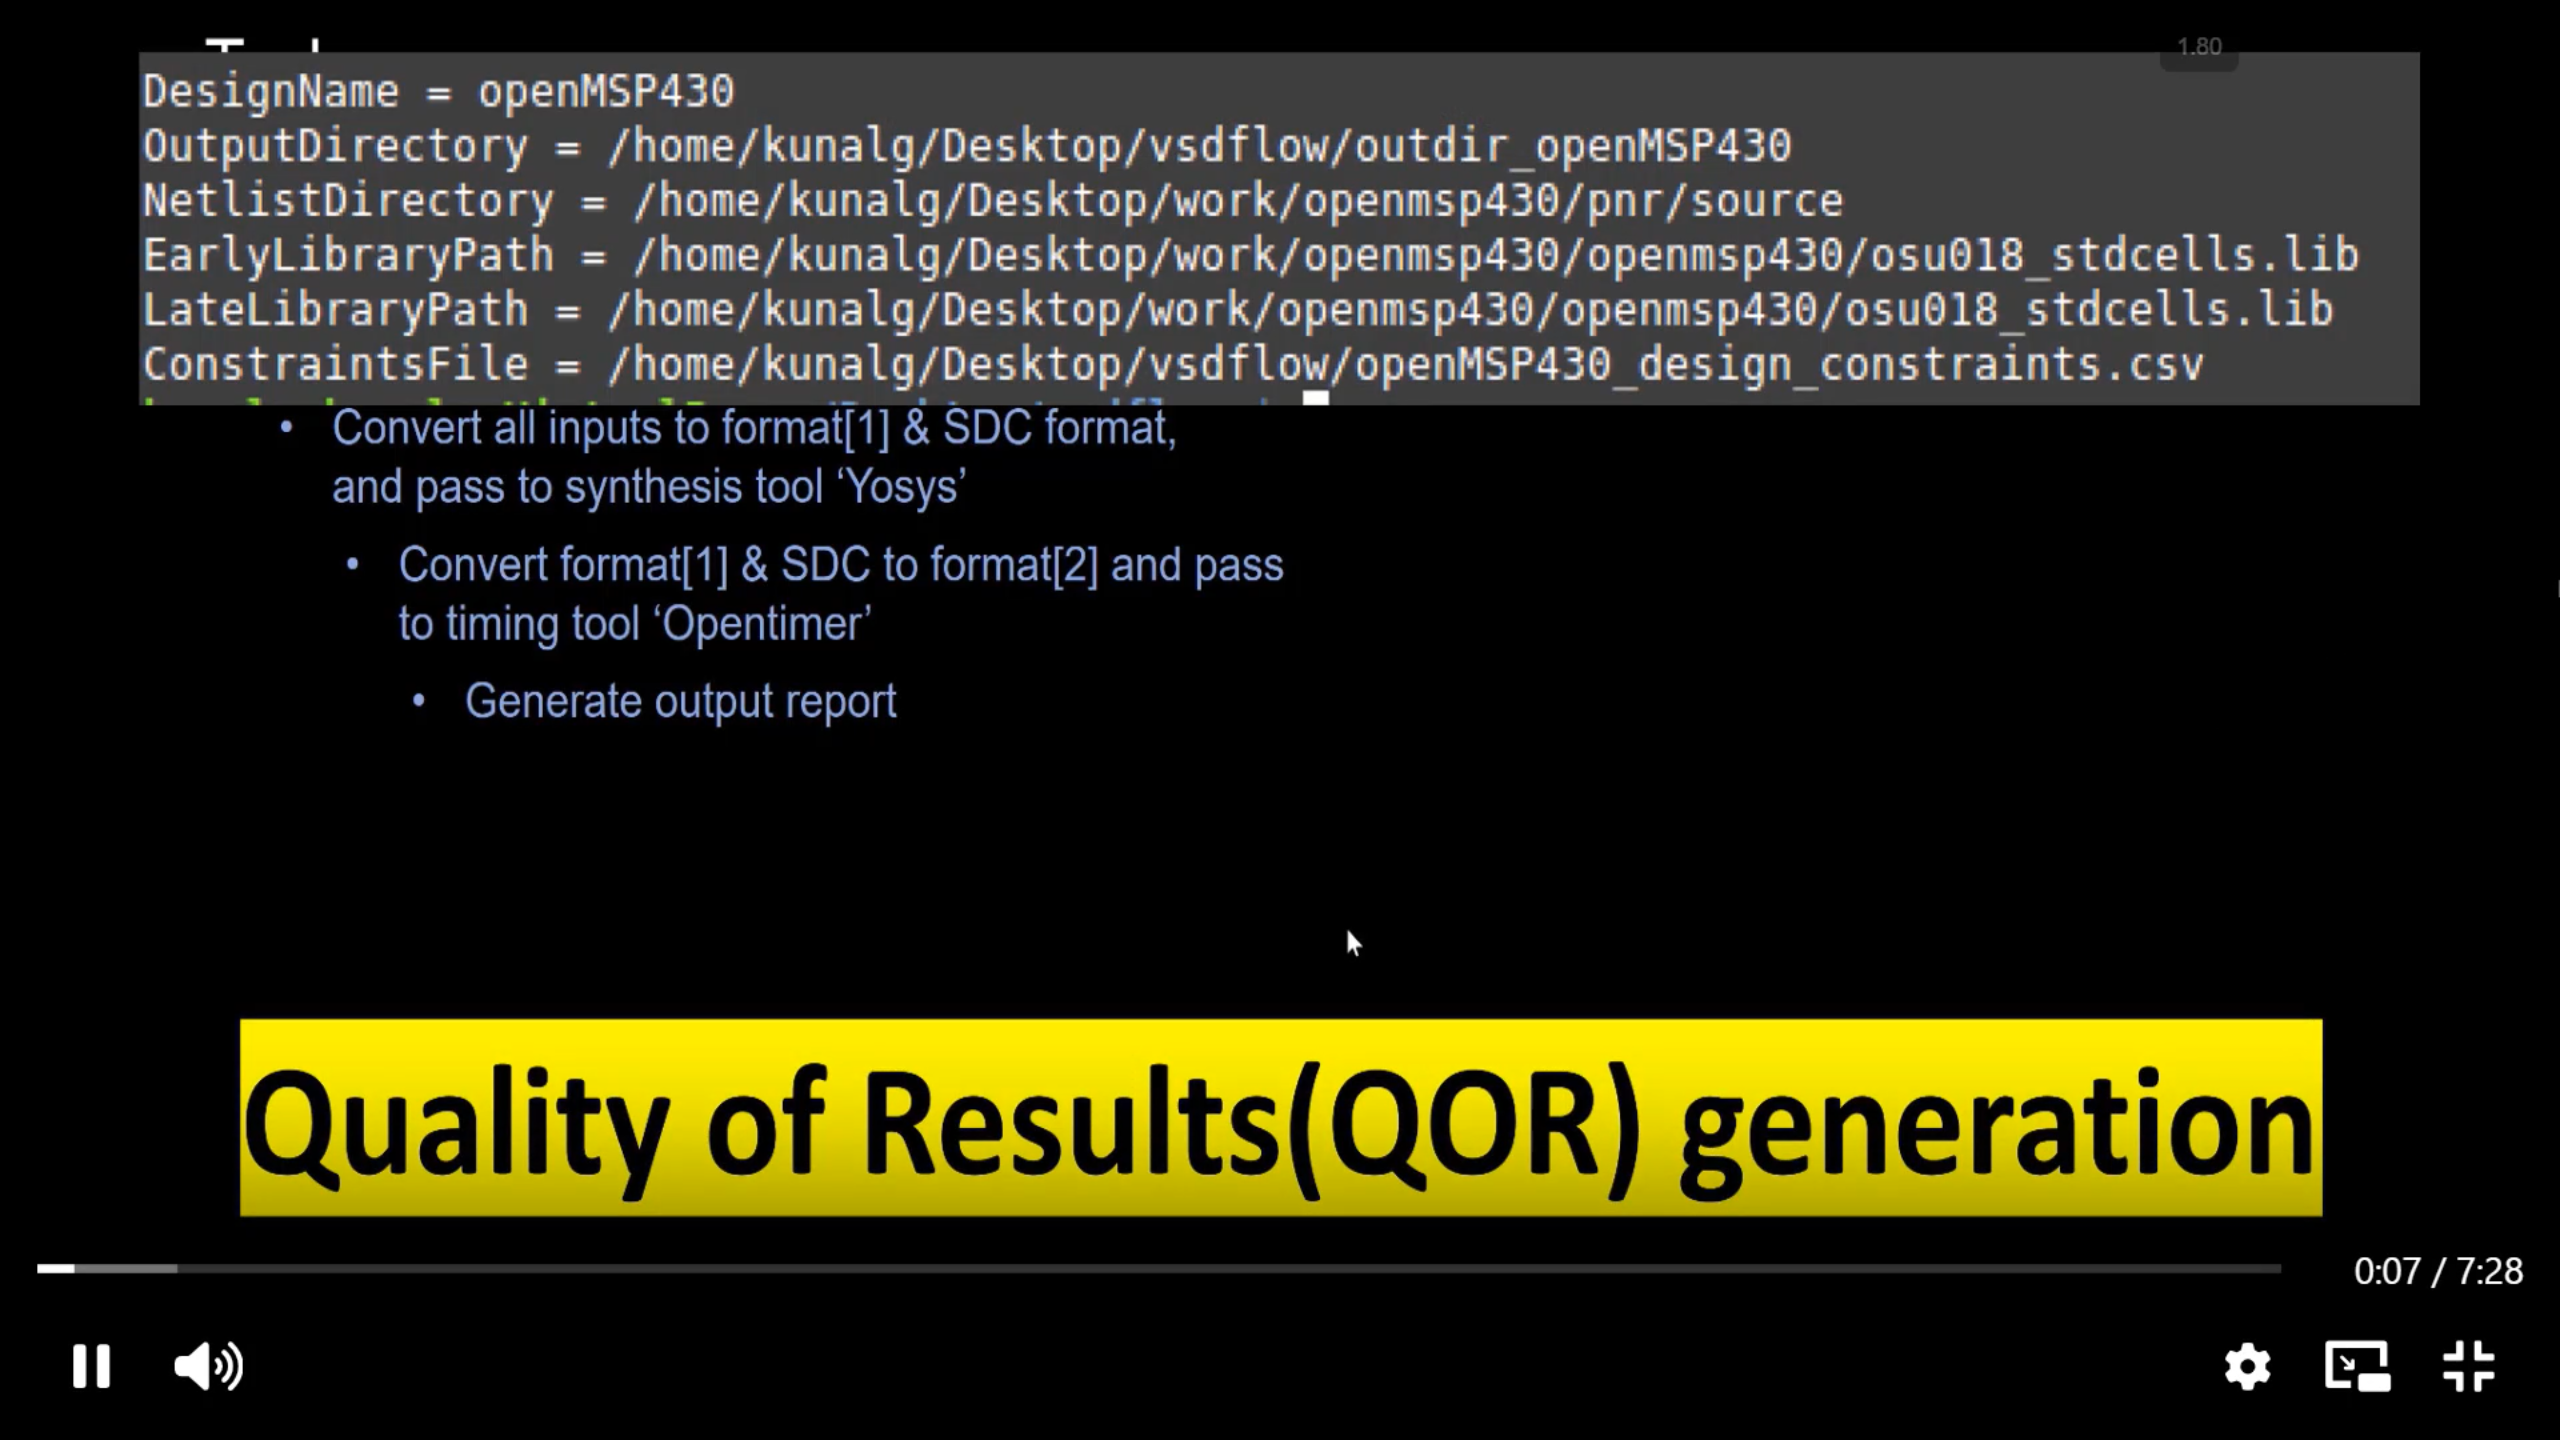 1.80
DesignName = openMSP430
OutputDirectory = /home/kunalg/Desktop/vsdflow/outdir_openMSP430
NetlistDirectory = /home/kunalg/Desktop/work/openmsp430/pnr/source
EarlyLibraryPath = /home/kunalg/Desktop/work/openmsp430/openmsp430/osu018_stdcells.lib
LateLibraryPath = /home/kunalg/Desktop/work/openmsp430/openmsp430/osu018_stdcells.lib
ConstraintsFile = /home/kunalg/Desktop/vsdflow/openMSP430_design_constraints.csv
• Convert all inputs to format[1] & SDC format,
and pass to synthesis tool ‘Yosys’
• Convert format[1] & SDC to format[2] and pass
to timing tool ‘Opentimer’
• Generate output report
Quality of Results(QOR) generation
0:07 / 7:28